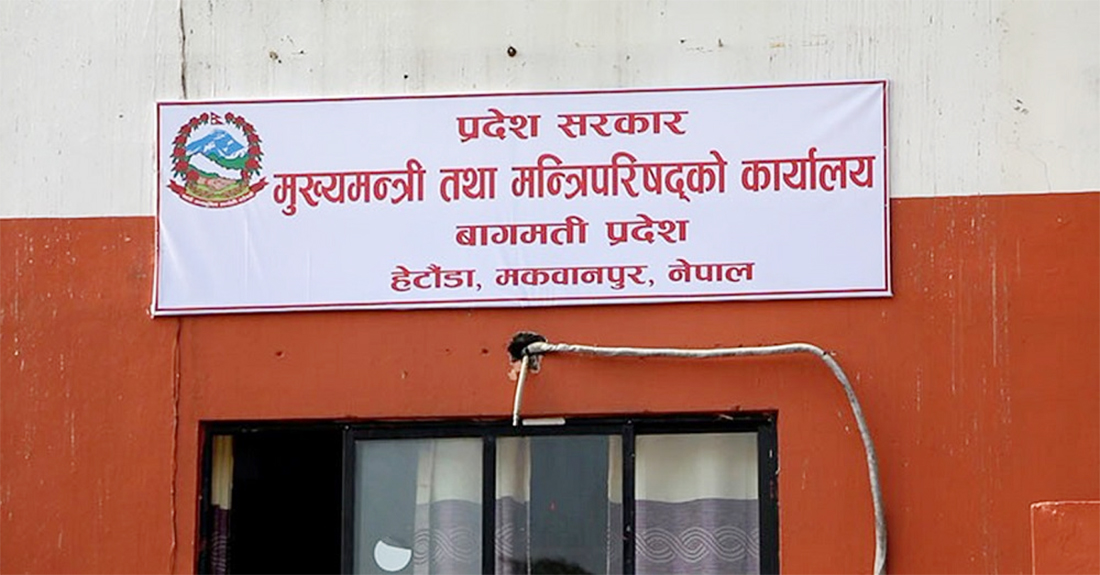 प्रदेश सरकार
मुख्यमन्त्री तथा मन्त्रिपरिषद्को कार्यालय
बागमती प्रदेश
हेटौंडा, मकवानपुर, नेपाल